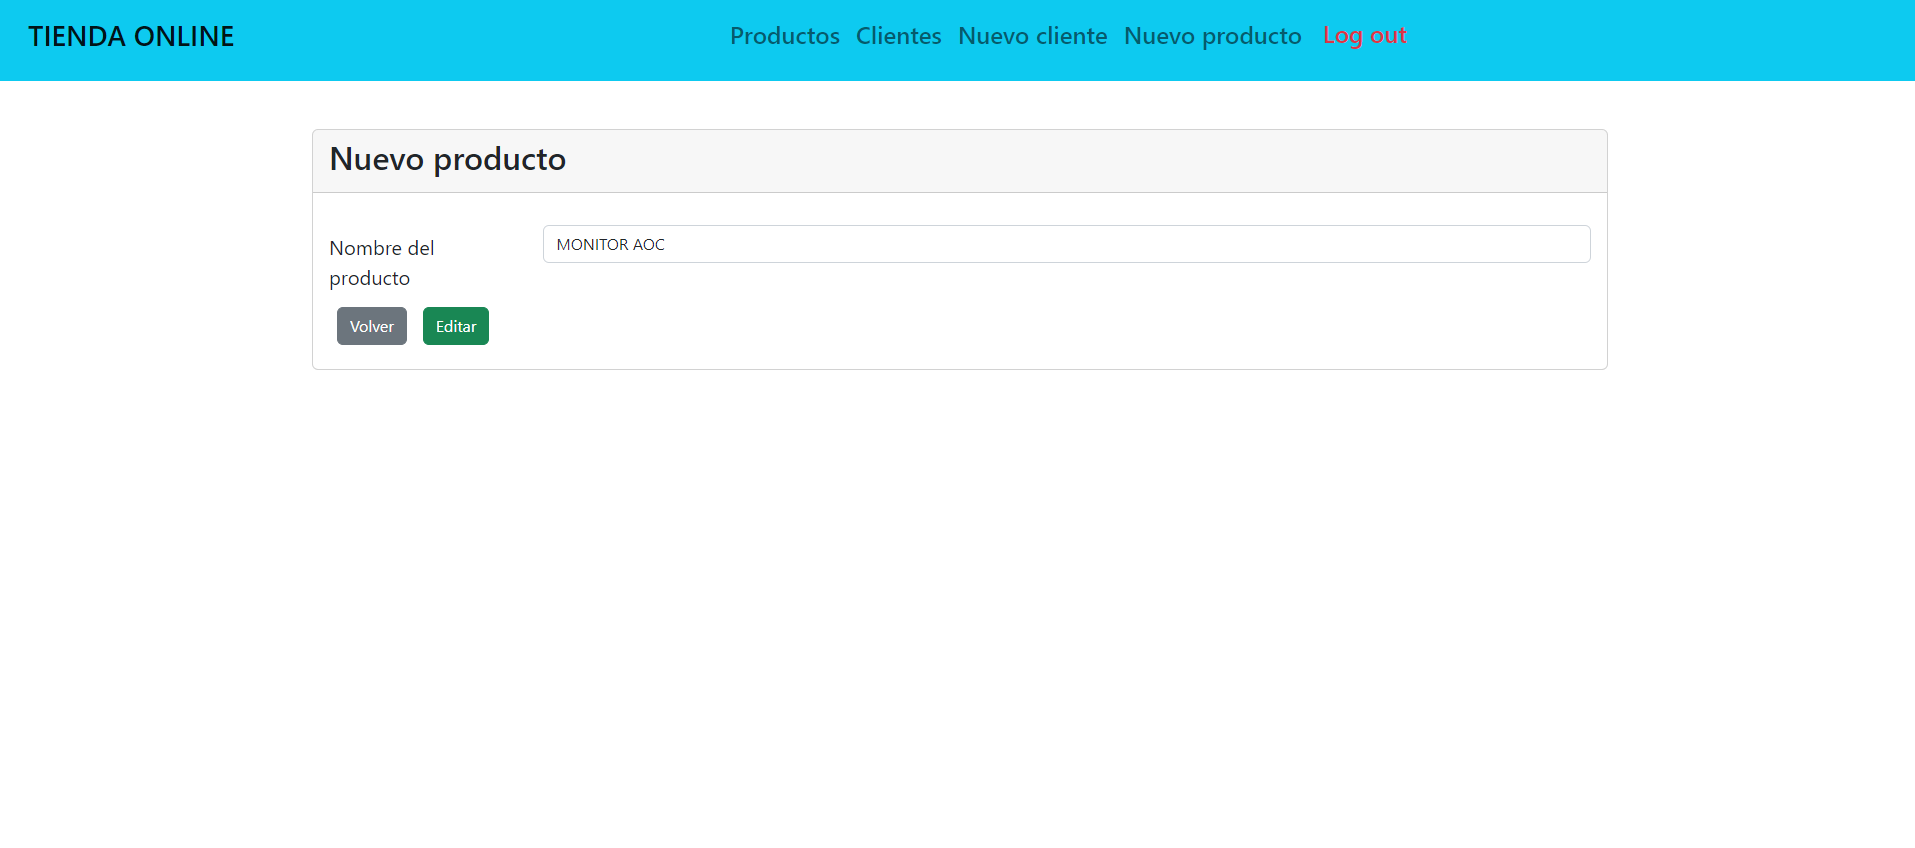 TIENDA ONLINE
Productos Clientes Nuevo cliente Nuevo producto Log out
Nuevo producto
Nombre del
producto
MONITOR AOC
Volver Editar